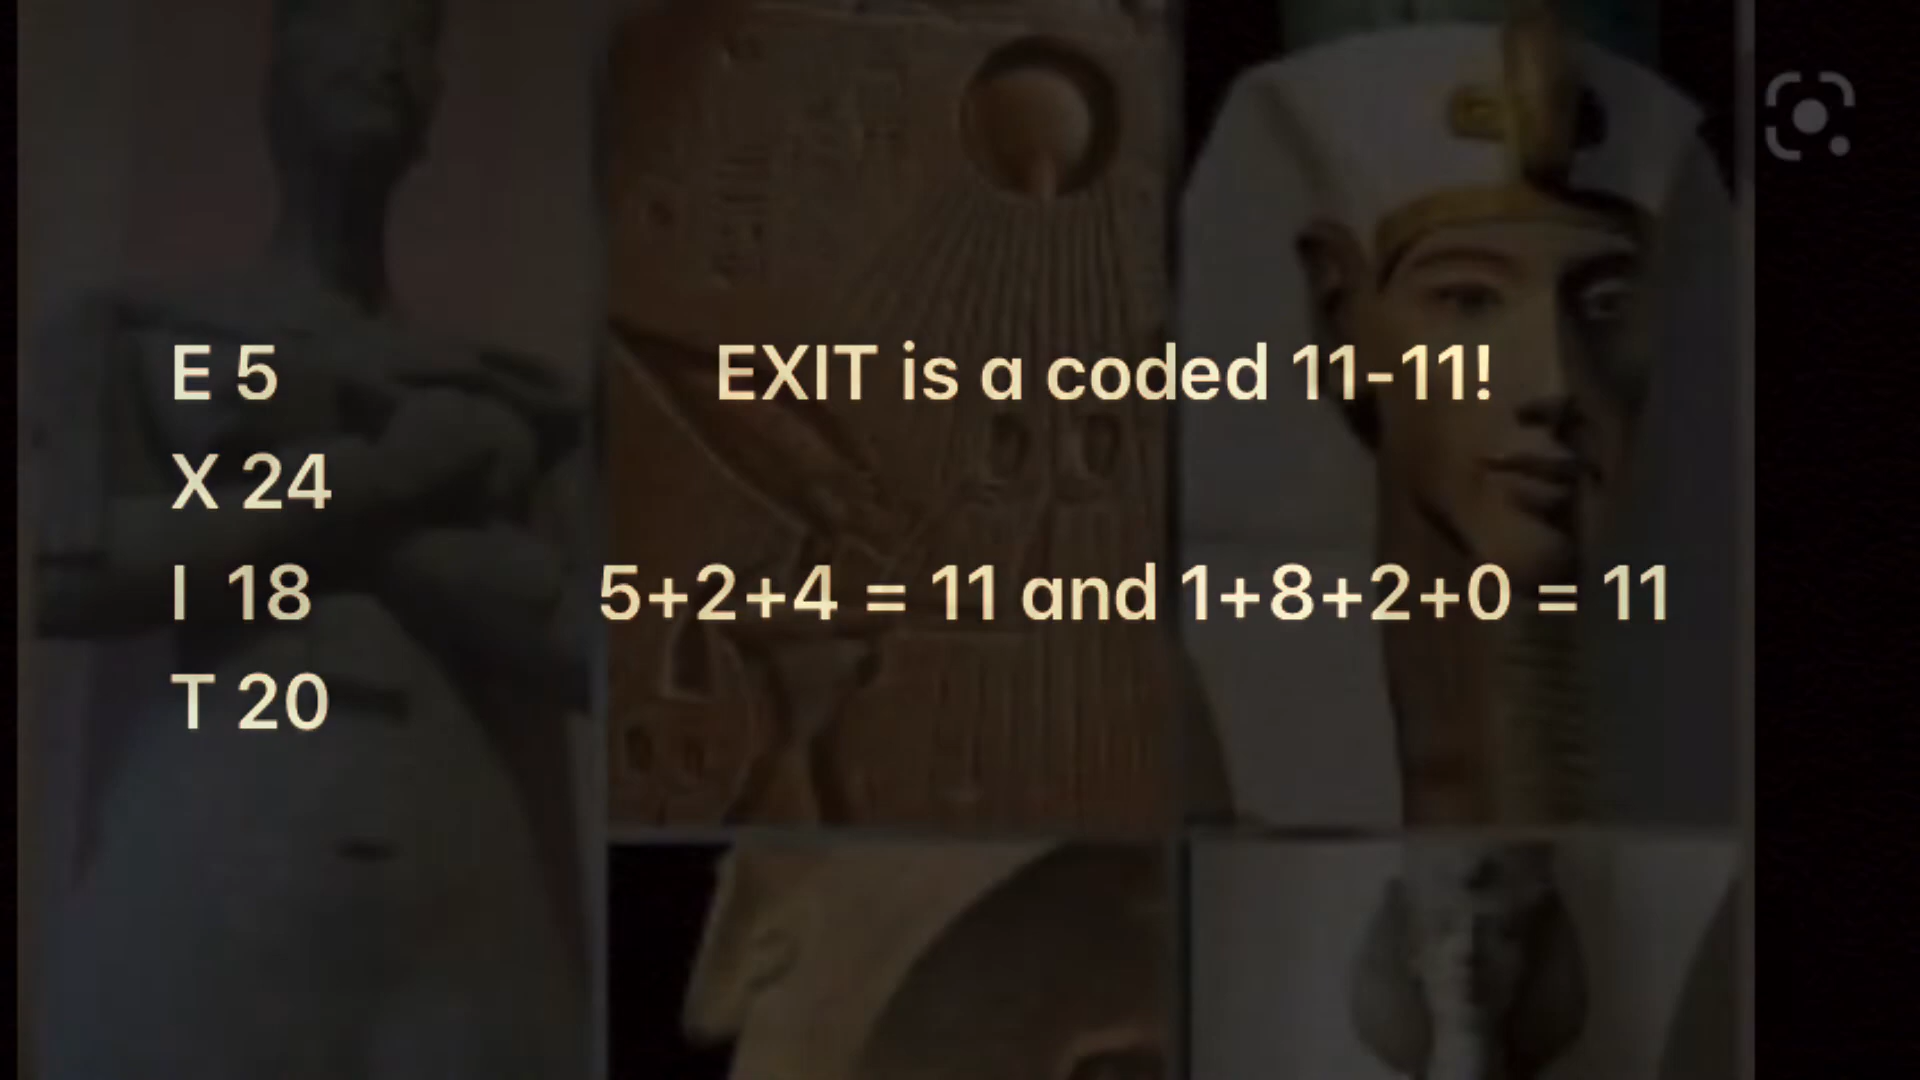 E 5
EXIT is a coded 11-11!
X 24
I 18
5+2+4 = 11 and 1+8+2+0 = 11
T 20